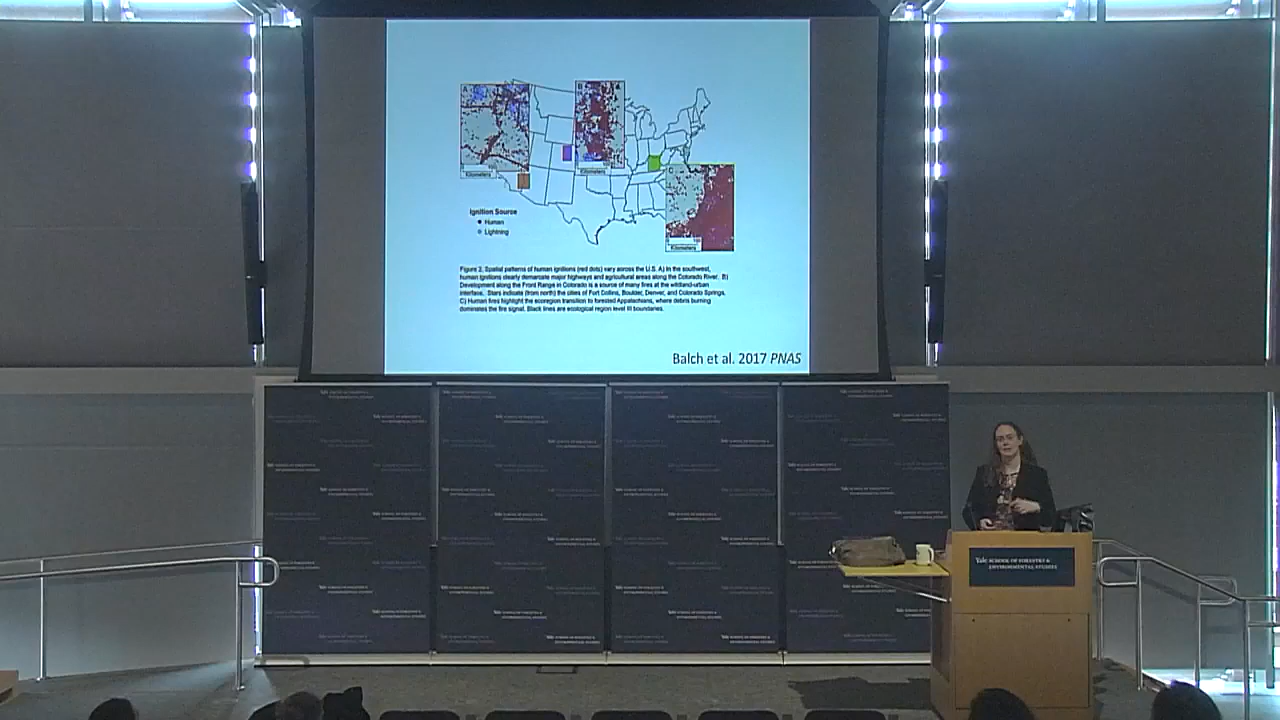 A
B
C
Kilometers
Kilometers
Kilometers
Ignition Source
Human
Lightning
Figure 2. Spatial patterns of human ignitions (red dots) vary across the U.S. A) In the southwest,
human ignitions clearly demarcate major highways and agricultural areas along the Colorado River. B)
Development along the Front Range in Colorado is a source of many fires at the wildland-urban
interface. Stars indicate (from north) the cities of Fort Collins, Boulder, Denver, and Colorado Springs.
C) Human fires highlight the ecoregion transition to forested Appalachians, where debris burning
dominates the fire signal. Black lines are ecological region level III boundaries.
Balch et al. 2017 PNAS
Yale SCHOOL OF FORESTRY &
ENVIRONMENTAL STUDIES